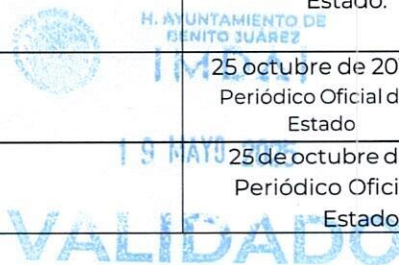 Estado.
H. AYUNTAMIENTO DE
BENITO JUÁREZ
25 octubre de 20
Periódico Oficial d
Estado
19 MAYO
25 de octubre d
Periódico Ofici
Estado
VALIDADO